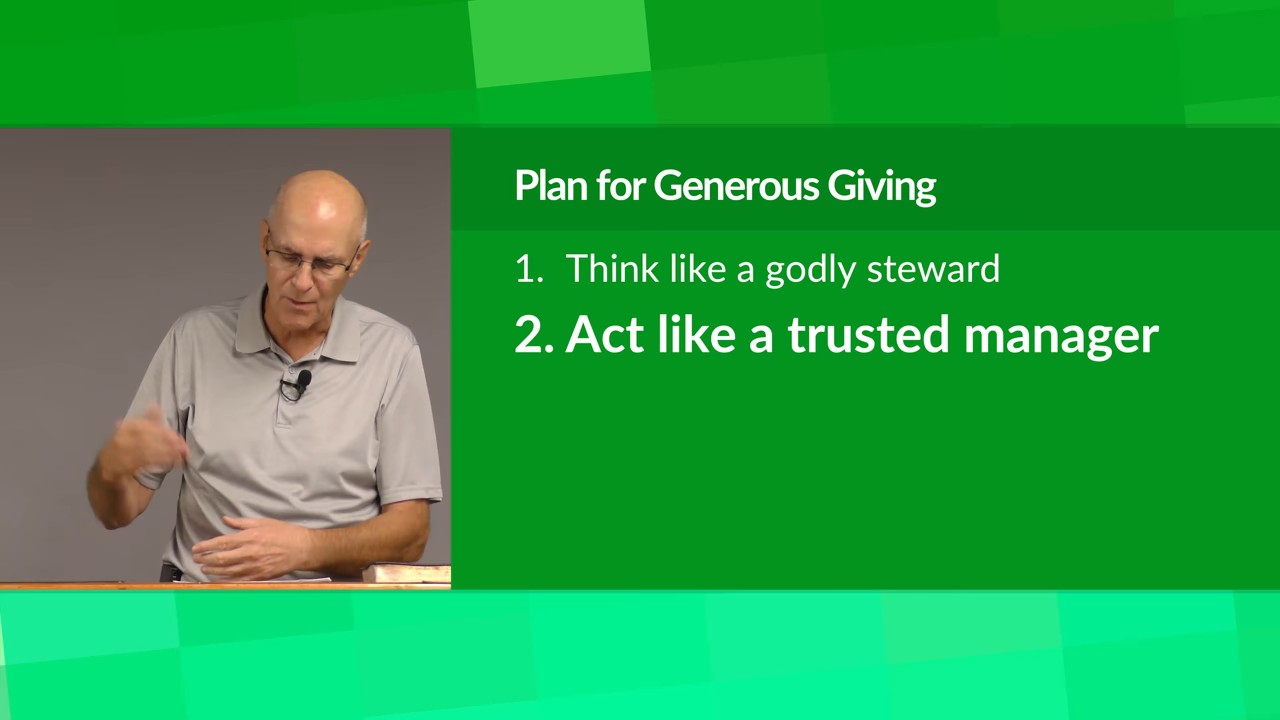 Plan for Generous Giving
1. Think like a godly steward
2. Act like a trusted manager